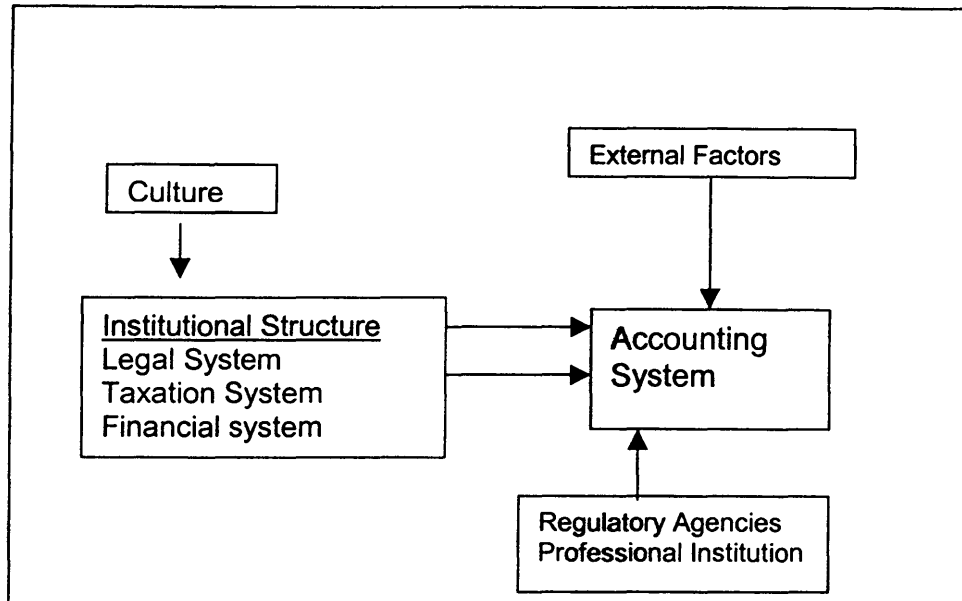 External Factors
Culture
Institutional Structure
Legal System
Taxation System
Financial system
Accounting
System
Regulatory Agencies
Professional Institution